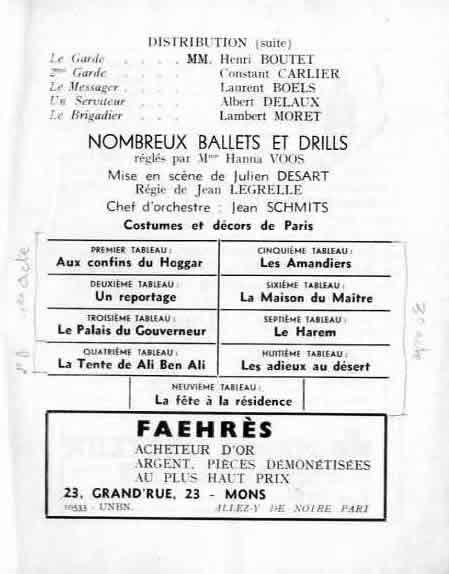 DISTRIBUTION (suite)
Le Garde . . . . MM. Henri BOUTET
2me Garde . . . Constant CARLIER
Le Messager . . . Laurent BOELS
Un Serviteur . . . Albert DELAUX
Le Brigadier . . . Lambert MORET
NOMBREUX BALLETS ET DRILLS
réglés par Mme Hanna VOOS
Mise en scène de Julien DESART
Régie de Jean LEGRELLE
Chef d'orchestre : Jean SCHMITS
Costumes et décors de Paris
PREMIER TABLEAU :
Aux confins du Hoggar
DEUXIÈME TABLEAU :
Un reportage
TROISIÈME TABLEAU :
Le Palais du Gouverneur
QUATRIÈME TABLEAU :
La Tente de Ali Ben Ali
CINQUIÈME TABLEAU :
Les Amandiers
SIXIÈME TABLEAU :
La Maison du Maître
SEPTIÈME TABLEAU :
Le Harem
HUITIÈME TABLEAU :
Les adieux au désert
NEUVIÈME TABLEAU :
La fête à la résidence
FAEHRÈS
ACHETEUR D'OR
ARGENT, PIÈCES DÉMONÉTISÉES
AU PLUS HAUT PRIX
23, GRAND'RUE, 23 - MONS
10533 - UNBN.
ALLEZ-Y DE NOTRE PART